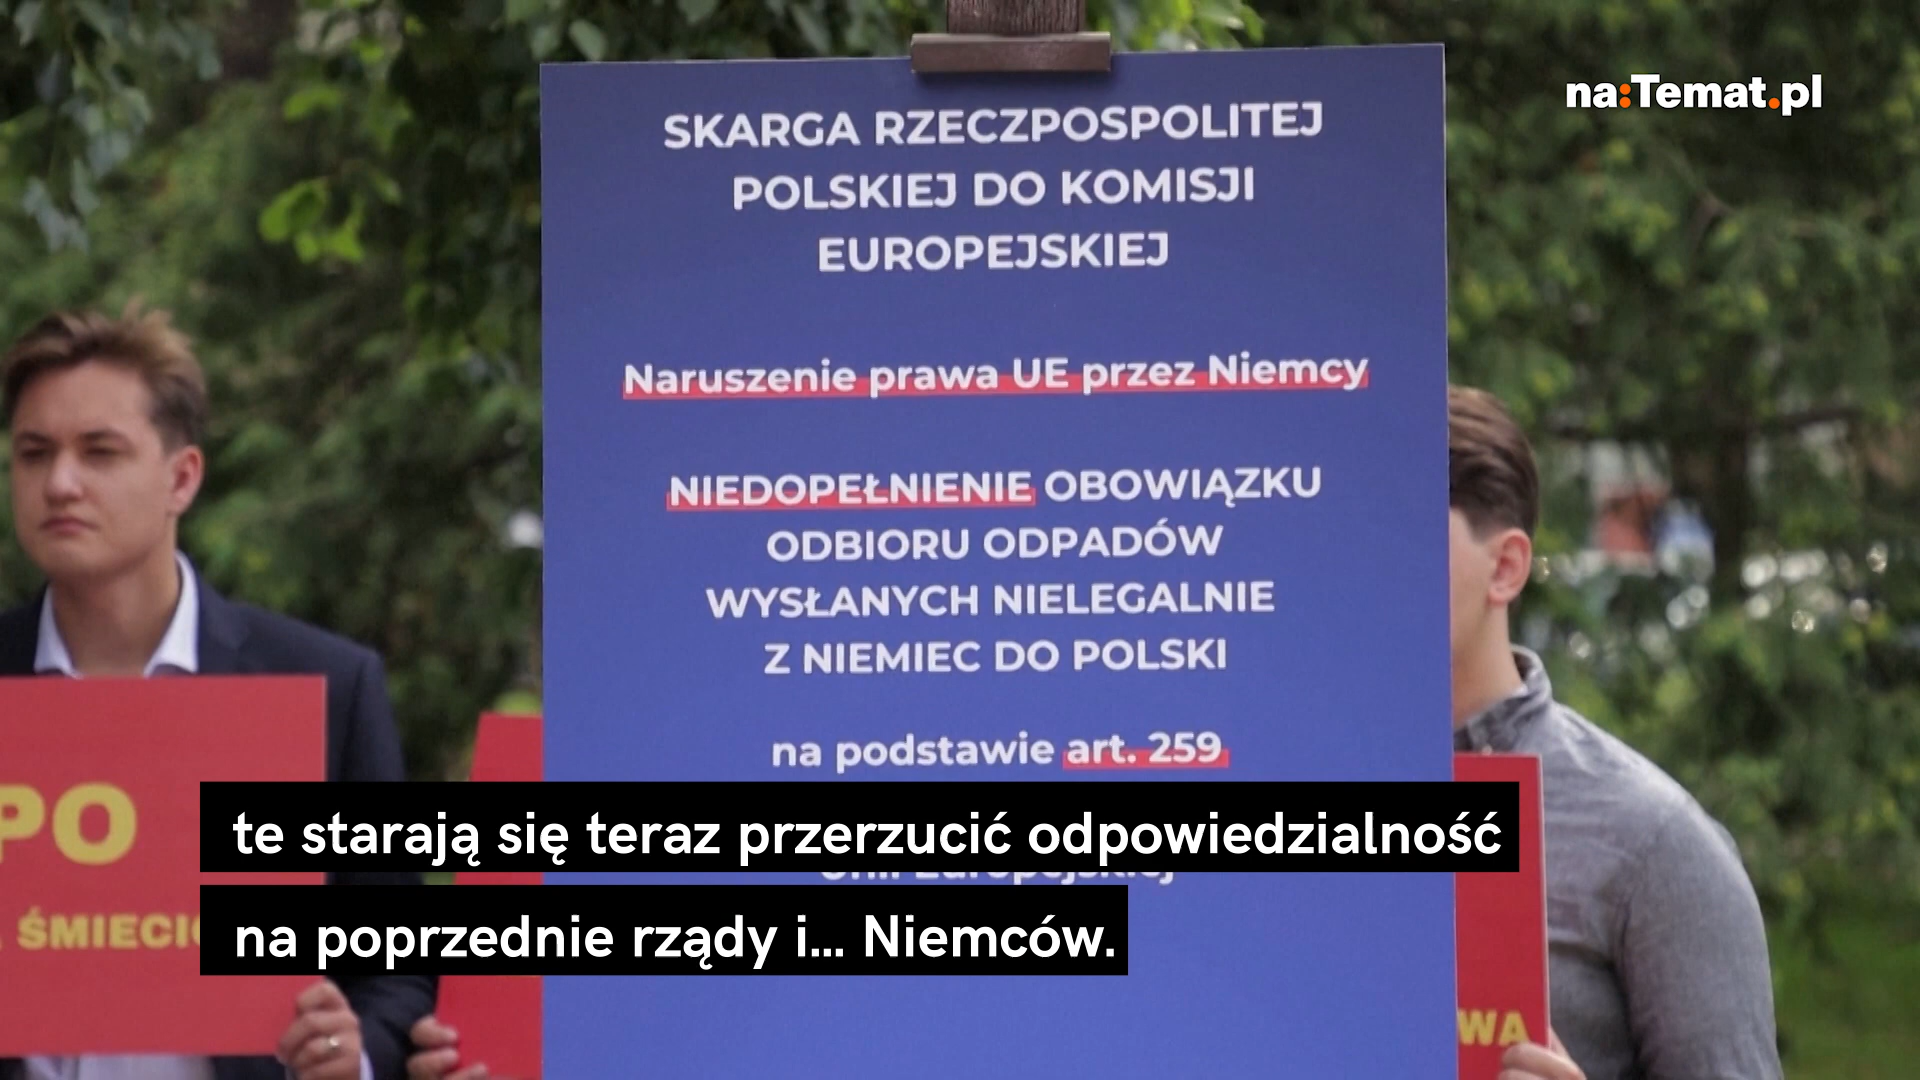 na:Temat.pl
SKARGA RZECZPOSPOLITEJ
POLSKIEJ DO KOMISJI
EUROPEJSKIEJ
Naruszenie prawa UE przez Niemcy
NIEDOPEŁNIENIE OBOWIĄZKU
ODBIORU ODPADÓW
WYSŁANYCH NIELEGALNIE
Z NIEMIEC DO POLSKI
na podstawie art. 259
Unii Europejskiej
PO
ŚMIECI
WA
te starają się teraz przerzucić odpowiedzialność
na poprzednie rządy i... Niemców.